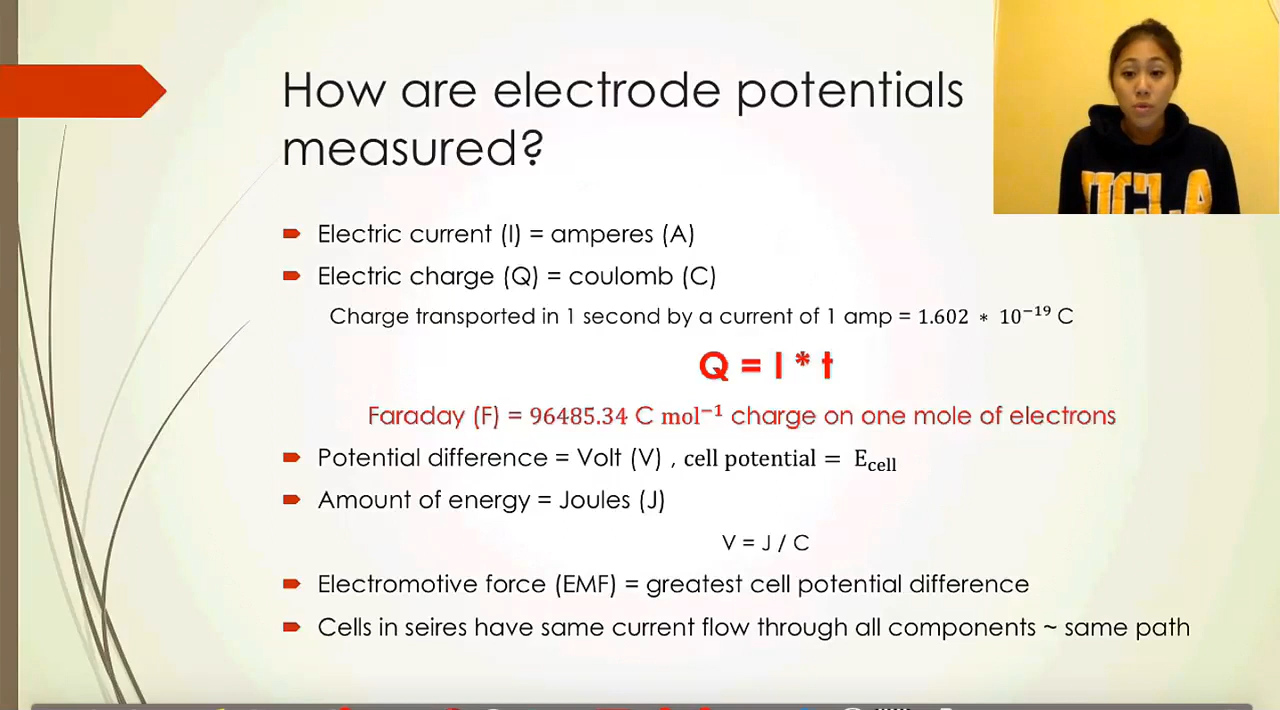 How are electrode potentials
measured?
UCLA
Electric current (I) = amperes (A)
Electric charge (Q) = coulomb (C)
Charge transported in 1 second by a current of 1 amp = 1.602 * 10⁻¹⁹ C
Q = I * t
Faraday (F) = 96485.34 C mol⁻¹ charge on one mole of electrons
Potential difference = Volt (V) , cell potential = E_cell
Amount of energy = Joules (J)
V = J / C
Electromotive force (EMF) = greatest cell potential difference
Cells in seires have same current flow through all components ~ same path